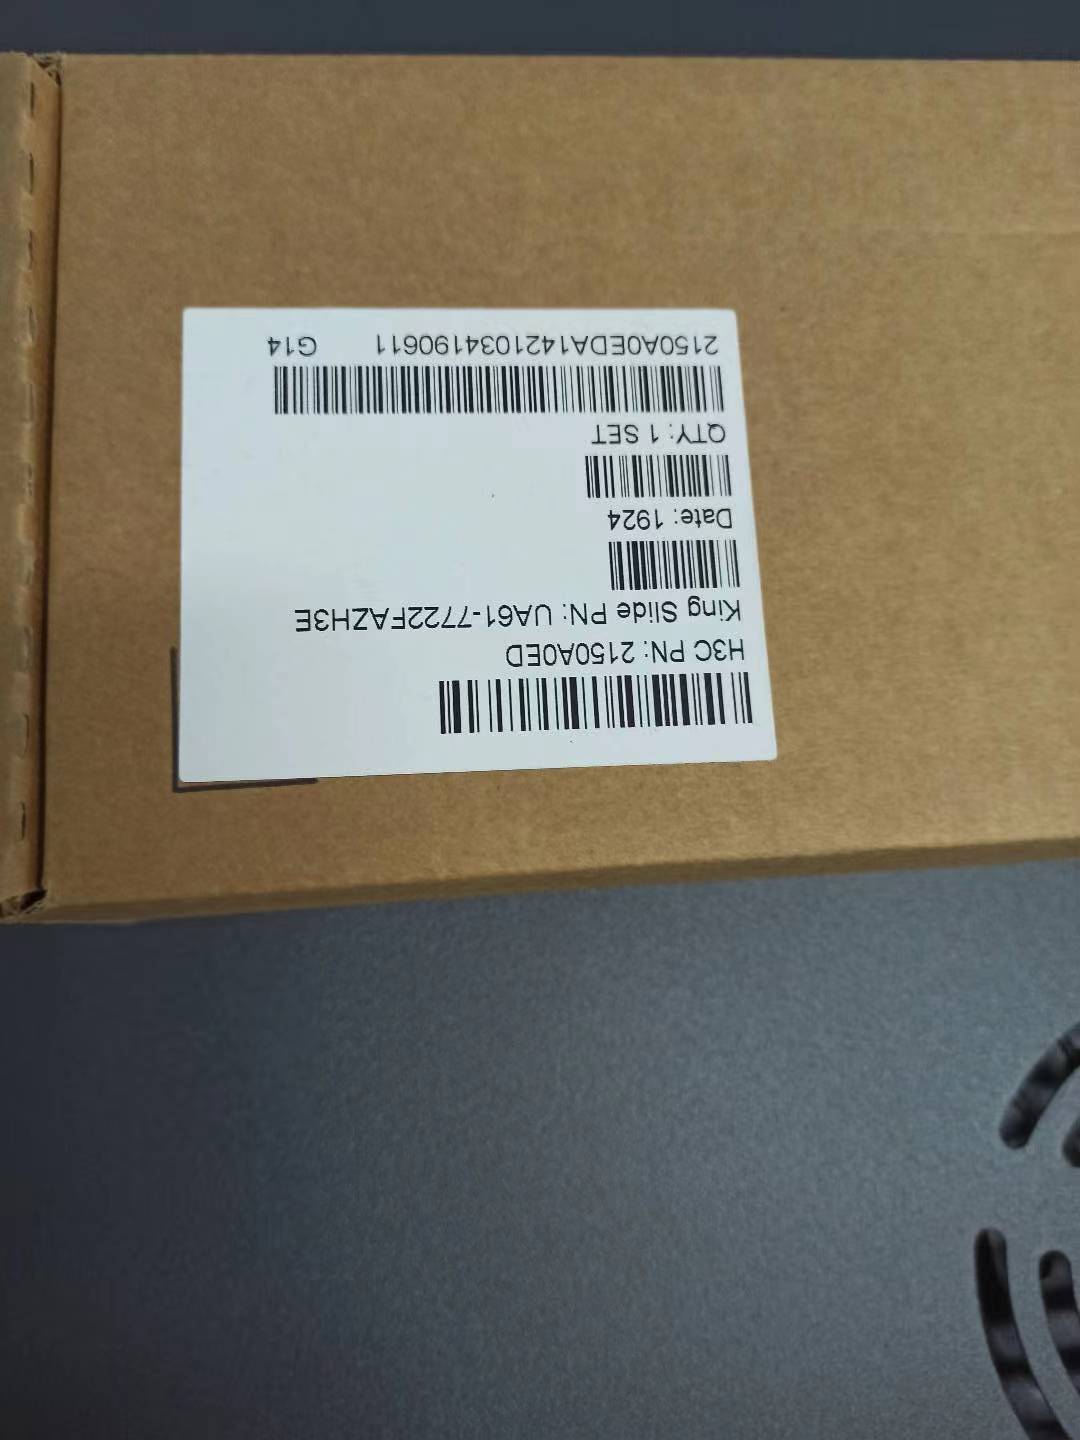 H3C PN: 2150A0ED
King Slide PN: UA61-7722FAZH3E
Date: 1924
QTY: 1 SET
2150A0EDA1421034190611 G14